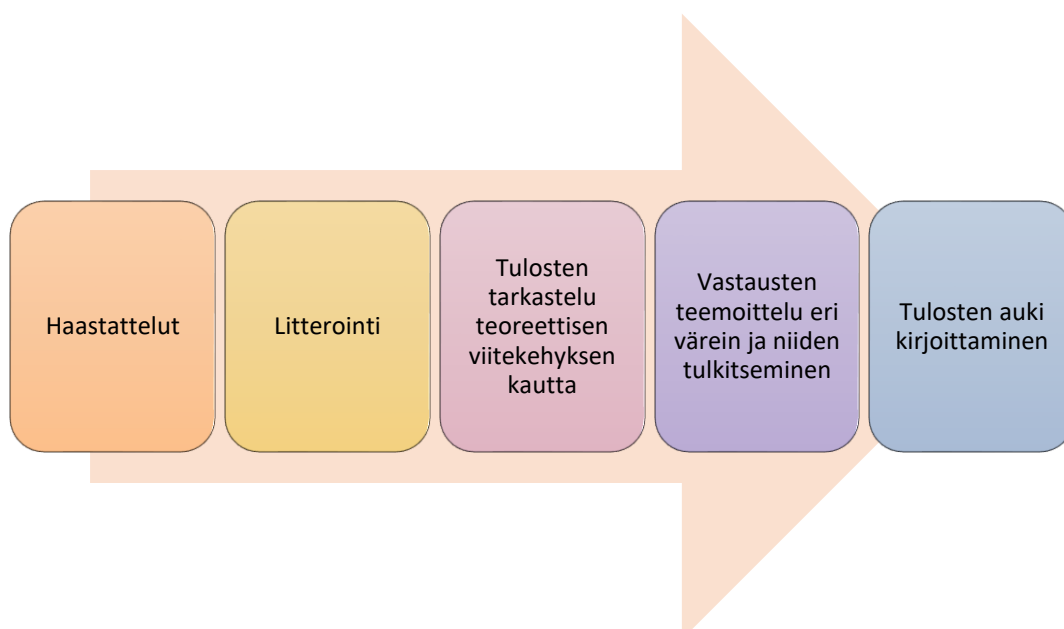 Haastattelut
Litterointi
Tulosten
tarkastelu
teoreettisen
viitekehyksen
kautta
Vastausten
teemoittelu eri
värein ja niiden
tulkitseminen
Tulosten auki
kirjoittaminen